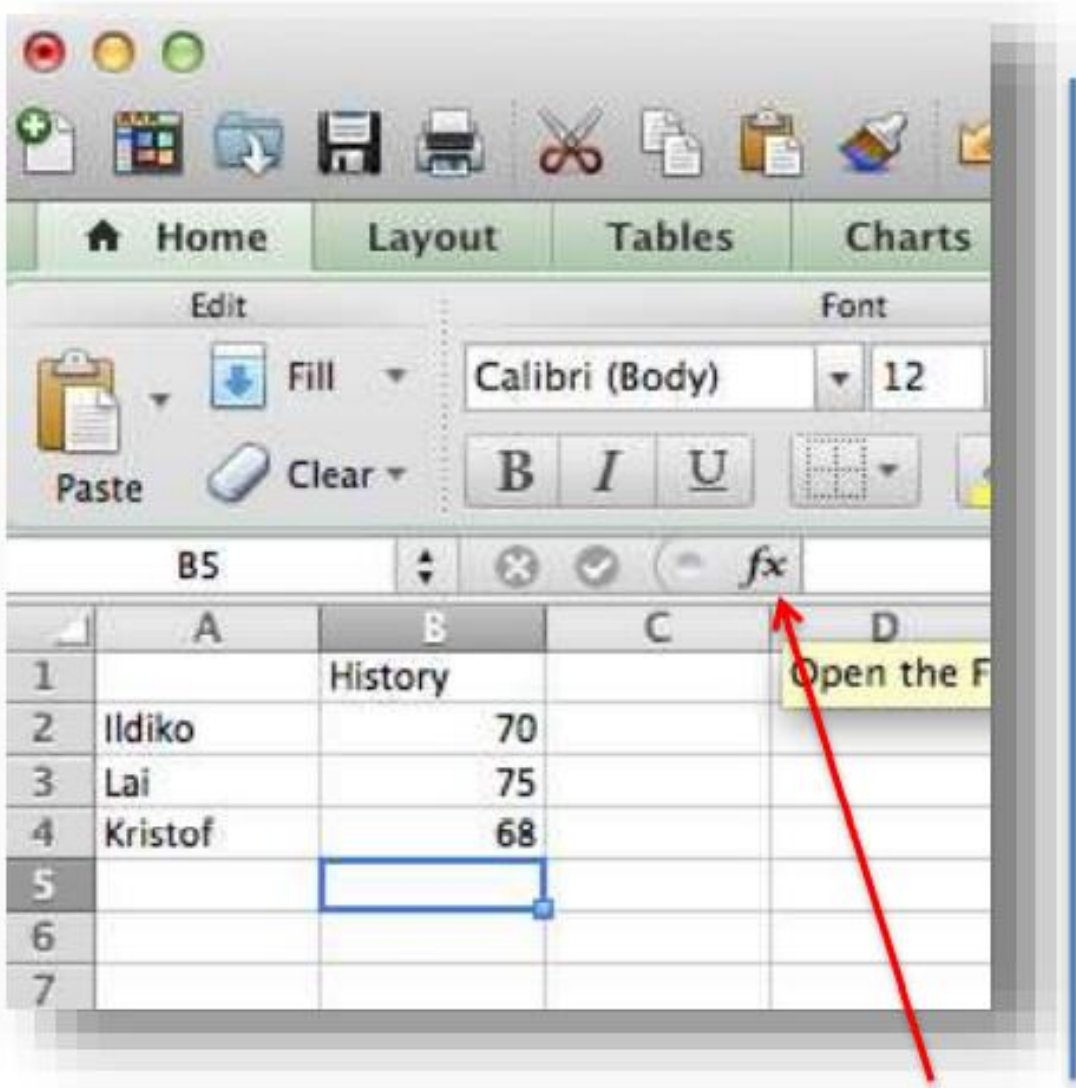 Home Layout Tables Charts
Edit Font
Fill Calibri (Body) 12
Paste Clear B I U
B5 fx
A B C D
1 History Open the F
2 Ildiko 70
3 Lai 75
4 Kristof 68
5
6
7